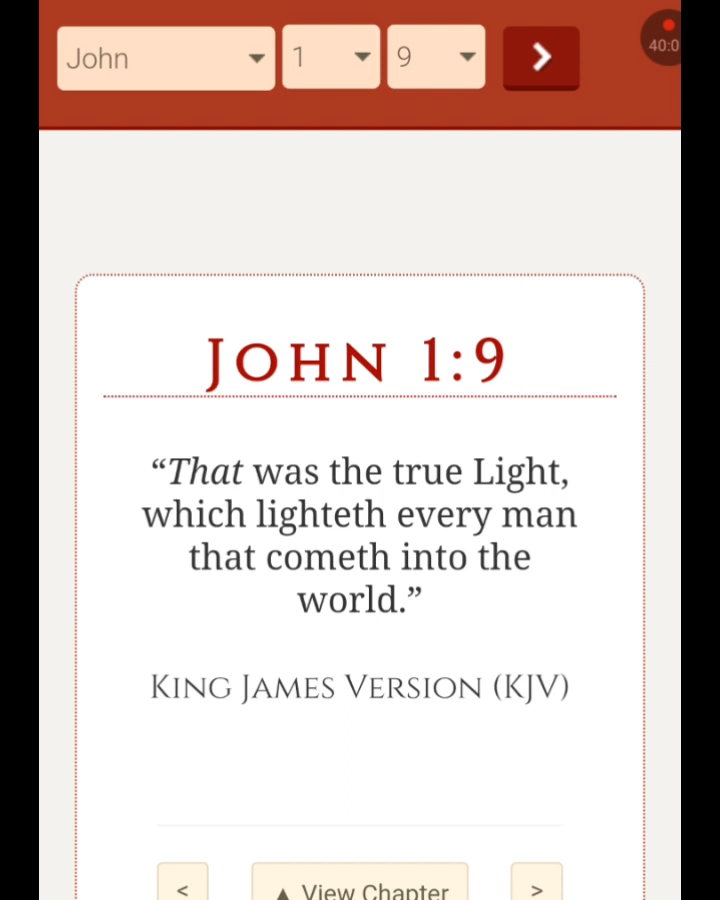 John 1 9
40:0
JOHN 1:9
“That was the true Light,
which lighteth every man
that cometh into the
world.”
KING JAMES VERSION (KJV)
< ▲ View Chapter >